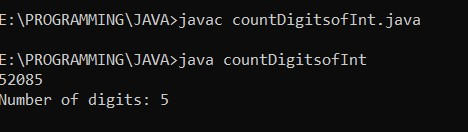 E:\PROGRAMMING\JAVA>javac countDigitsofInt.java
E:\PROGRAMMING\JAVA>java countDigitsofInt
52085
Number of digits: 5